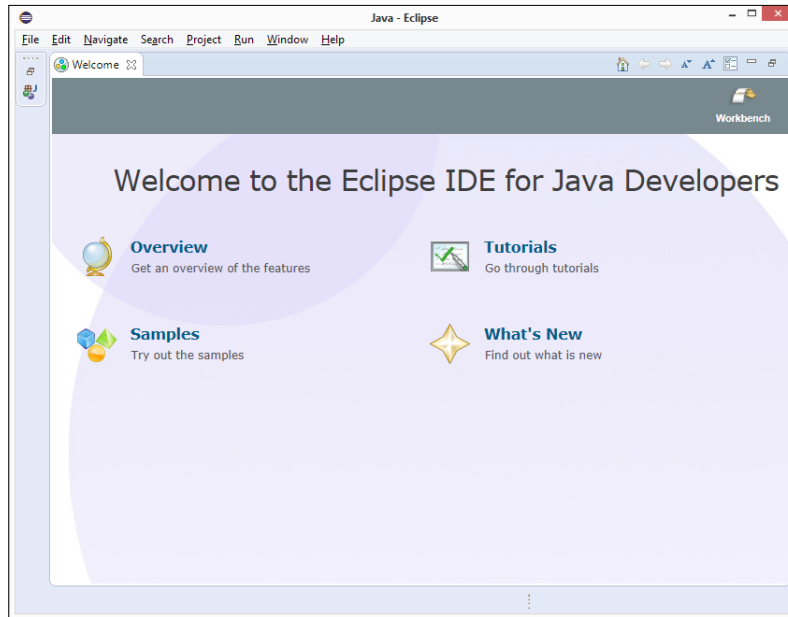 Java - Eclipse
File Edit Navigate Search Project Run Window Help
Welcome
Workbench
Welcome to the Eclipse IDE for Java Developers
Overview
Get an overview of the features
Tutorials
Go through tutorials
Samples
Try out the samples
What's New
Find out what is new